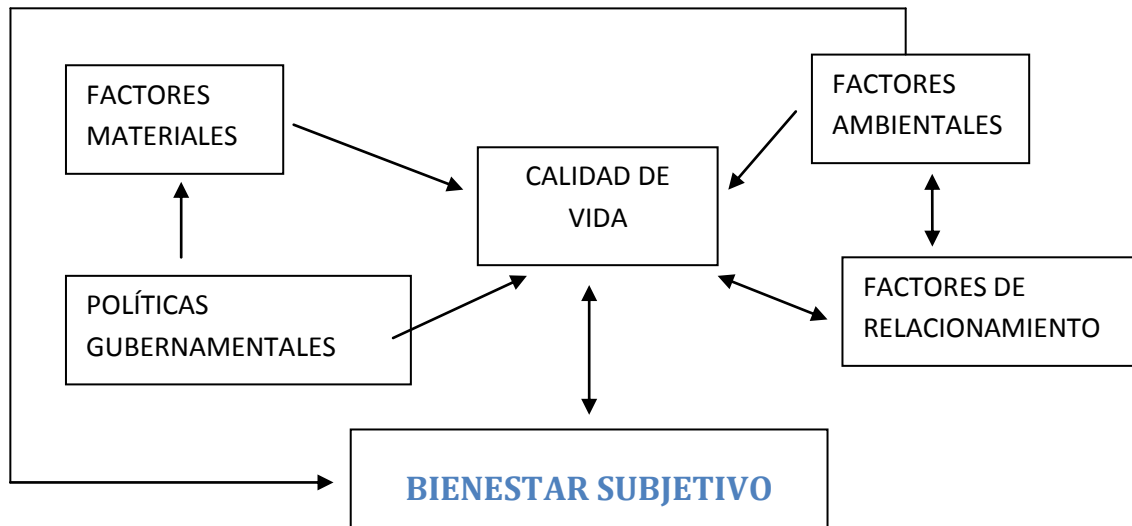 FACTORES
MATERIALES
FACTORES
AMBIENTALES
CALIDAD DE
VIDA
POLÍTICAS
GUBERNAMENTALES
FACTORES DE
RELACIONAMIENTO
BIENESTAR SUBJETIVO